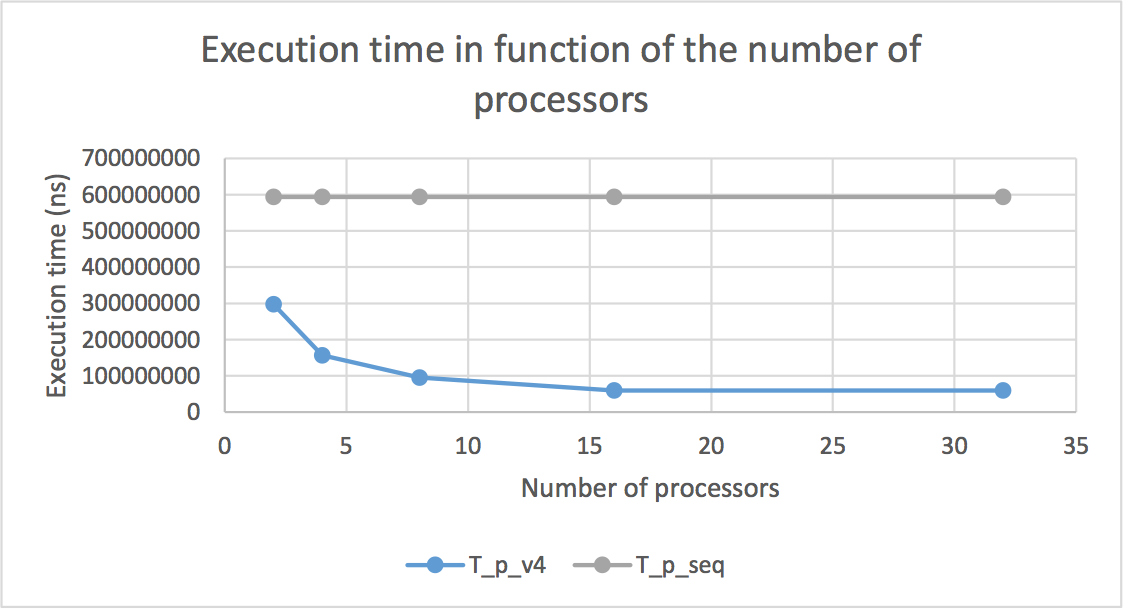 Execution time in function of the number of
processors
Execution time (ns)
700000000
600000000
500000000
400000000
300000000
200000000
100000000
0
0 5 10 15 20 25 30 35
Number of processors
T_p_v4 T_p_seq